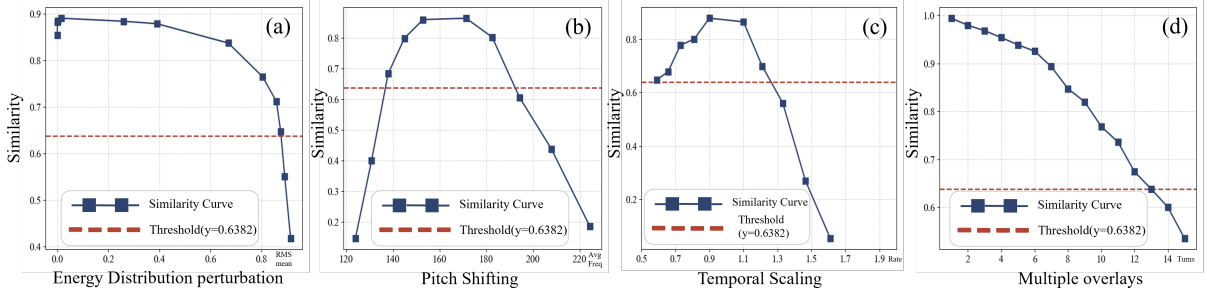 (a)
0.9
0.8
0.7
0.6
0.5
0.4
Similarity
Similarity Curve
Threshold(y=0.6382)
0.0 0.2 0.4 0.6 0.8 RMS mean
Energy Distribution perturbation
(b)
0.8
0.7
0.6
0.5
0.4
0.3
0.2
Similarity
Similarity Curve
Threshold(y=0.6382)
120 140 160 180 200 220 Avg Freq
Pitch Shifting
(c)
0.8
0.6
0.4
0.2
Similarity
Similarity Curve
Threshold
(y=0.6382)
0.5 0.7 0.9 1.1 1.3 1.5 1.7 1.9 Rate
Temporal Scaling
(d)
1.0
0.9
0.8
0.7
0.6
Similarity
Similarity Curve
Threshold(y=0.6382)
2 4 6 8 10 12 14 Turns
Multiple overlays